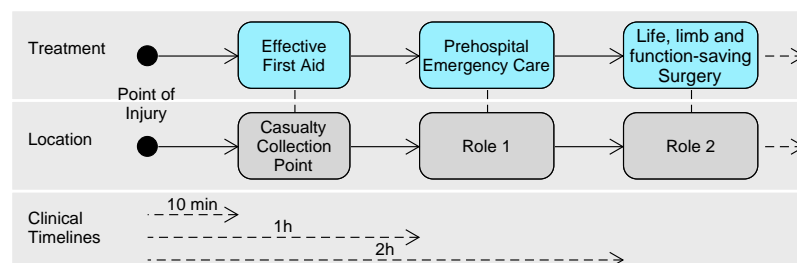 Treatment
Effective
First Aid
Prehospital
Emergency Care
Life, limb and
function-saving
Surgery
Point of
Injury
Location
Casualty
Collection
Point
Role 1
Role 2
Clinical
Timelines
10 min
1h
2h